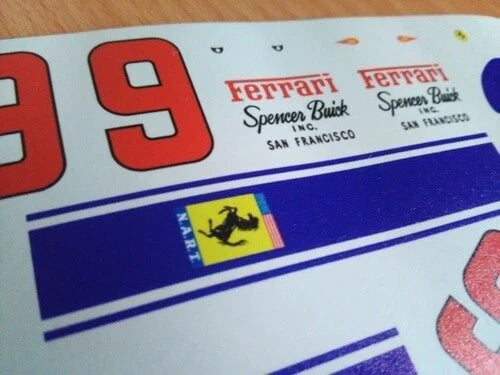 99
Ferrari
Spencer Buick
INC.
SAN FRANCISCO
Ferrari
Spencer Buick
INC.
SAN FRANCISCO
N.A.R.T.